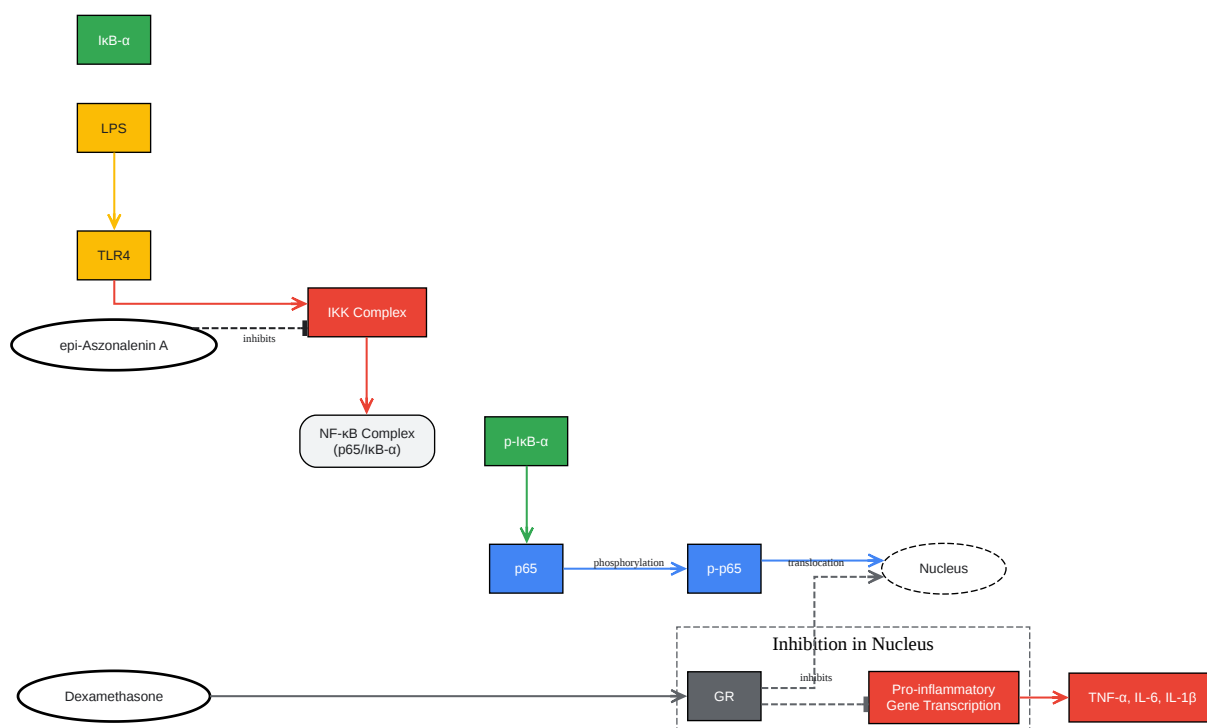 IκB-α
LPS
TLR4
IKK Complex
epi-Aszonalenin A
inhibits
NF-κB Complex
(p65/IκB-α)
p-IκB-α
p65
phosphorylation
p-p65
translocation
Nucleus
Inhibition in Nucleus
Dexamethasone
GR
inhibits
Pro-inflammatory
Gene Transcription
TNF-α, IL-6, IL-1β